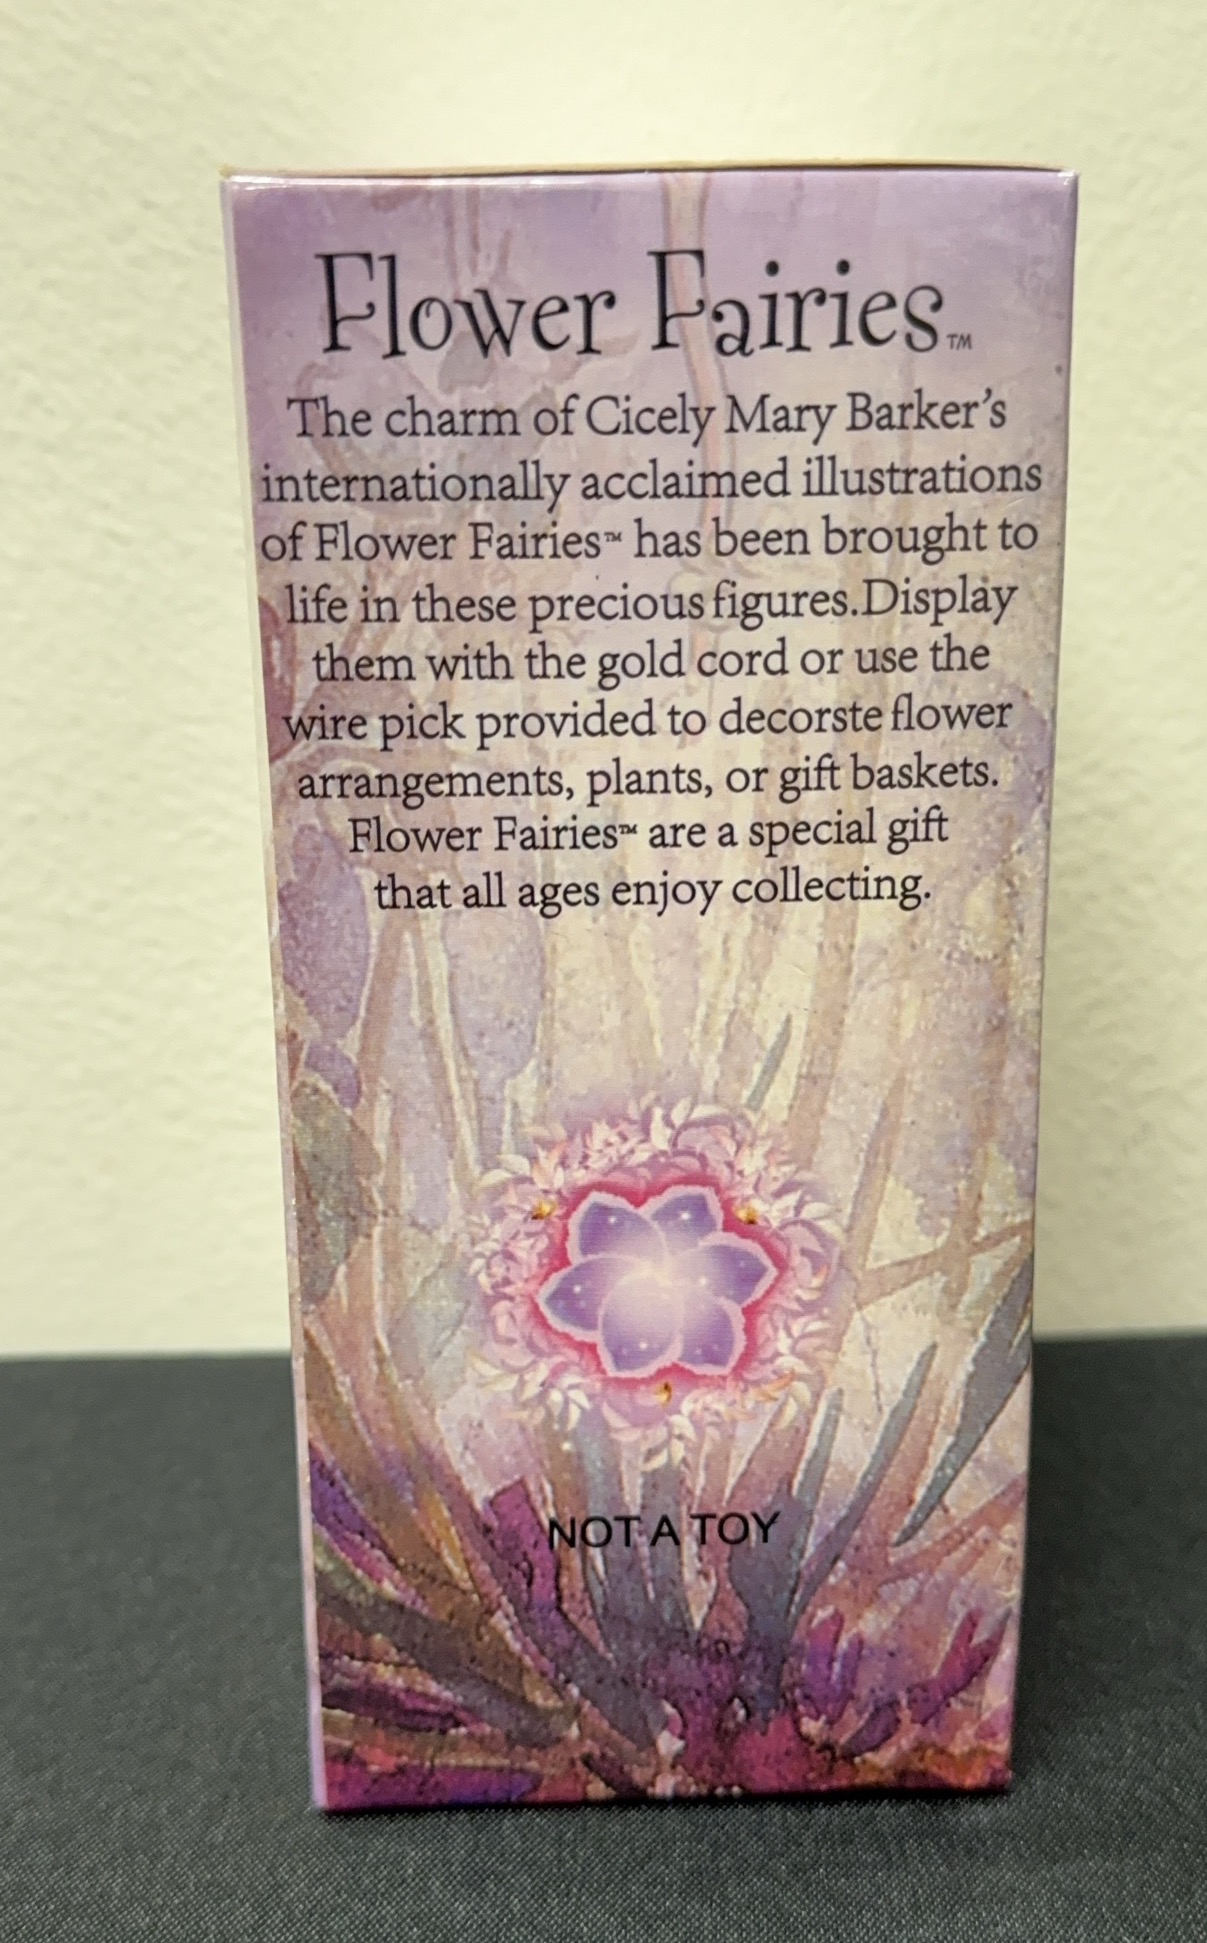 Flower Fairies™
The charm of Cicely Mary Barker's
internationally acclaimed illustrations
of Flower Fairies™ has been brought to
life in these precious figures.Display
them with the gold cord or use the
wire pick provided to decorste flower
arrangements, plants, or gift baskets.
Flower Fairies™ are a special gift
that all ages enjoy collecting.
NOT A TOY